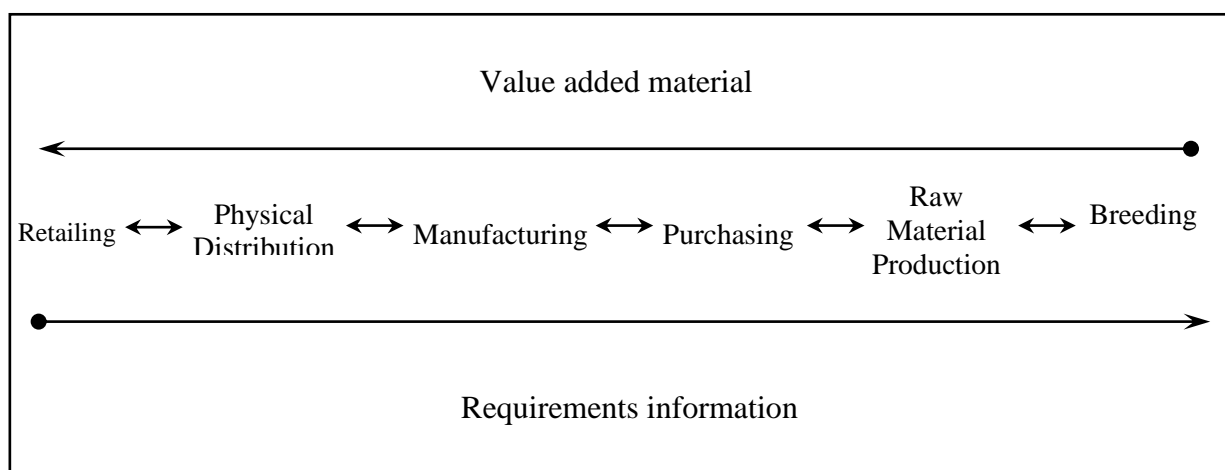 Value added material
Retailing
Physical
Distribution
Manufacturing
Purchasing
Raw
Material
Production
Breeding
Requirements information